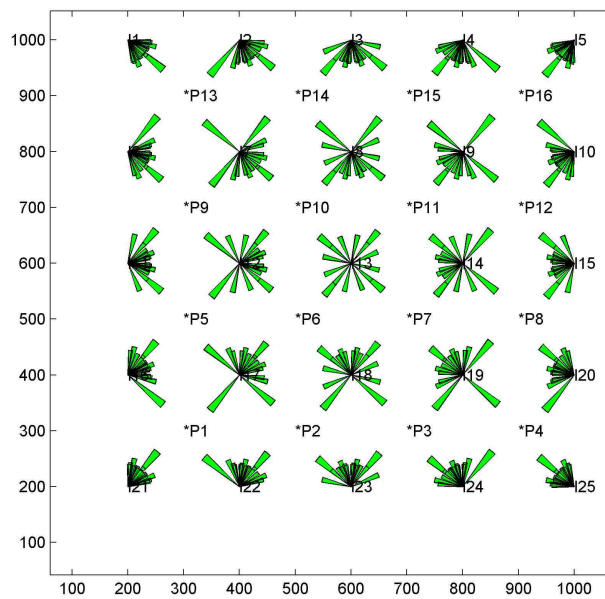 1000
I1 I2 I3 I4 I5
900
*P13 *P14 *P15 *P16
800
I7 I8 I9 I10
700
*P9 *P10 *P11 *P12
600
I13 I14 I15
500
*P5 *P6 *P7 *P8
400
I17 I18 I19 I20
300
*P1 *P2 *P3 *P4
200
I21 I22 I23 I24 I25
100
100 200 300 400 500 600 700 800 900 1000